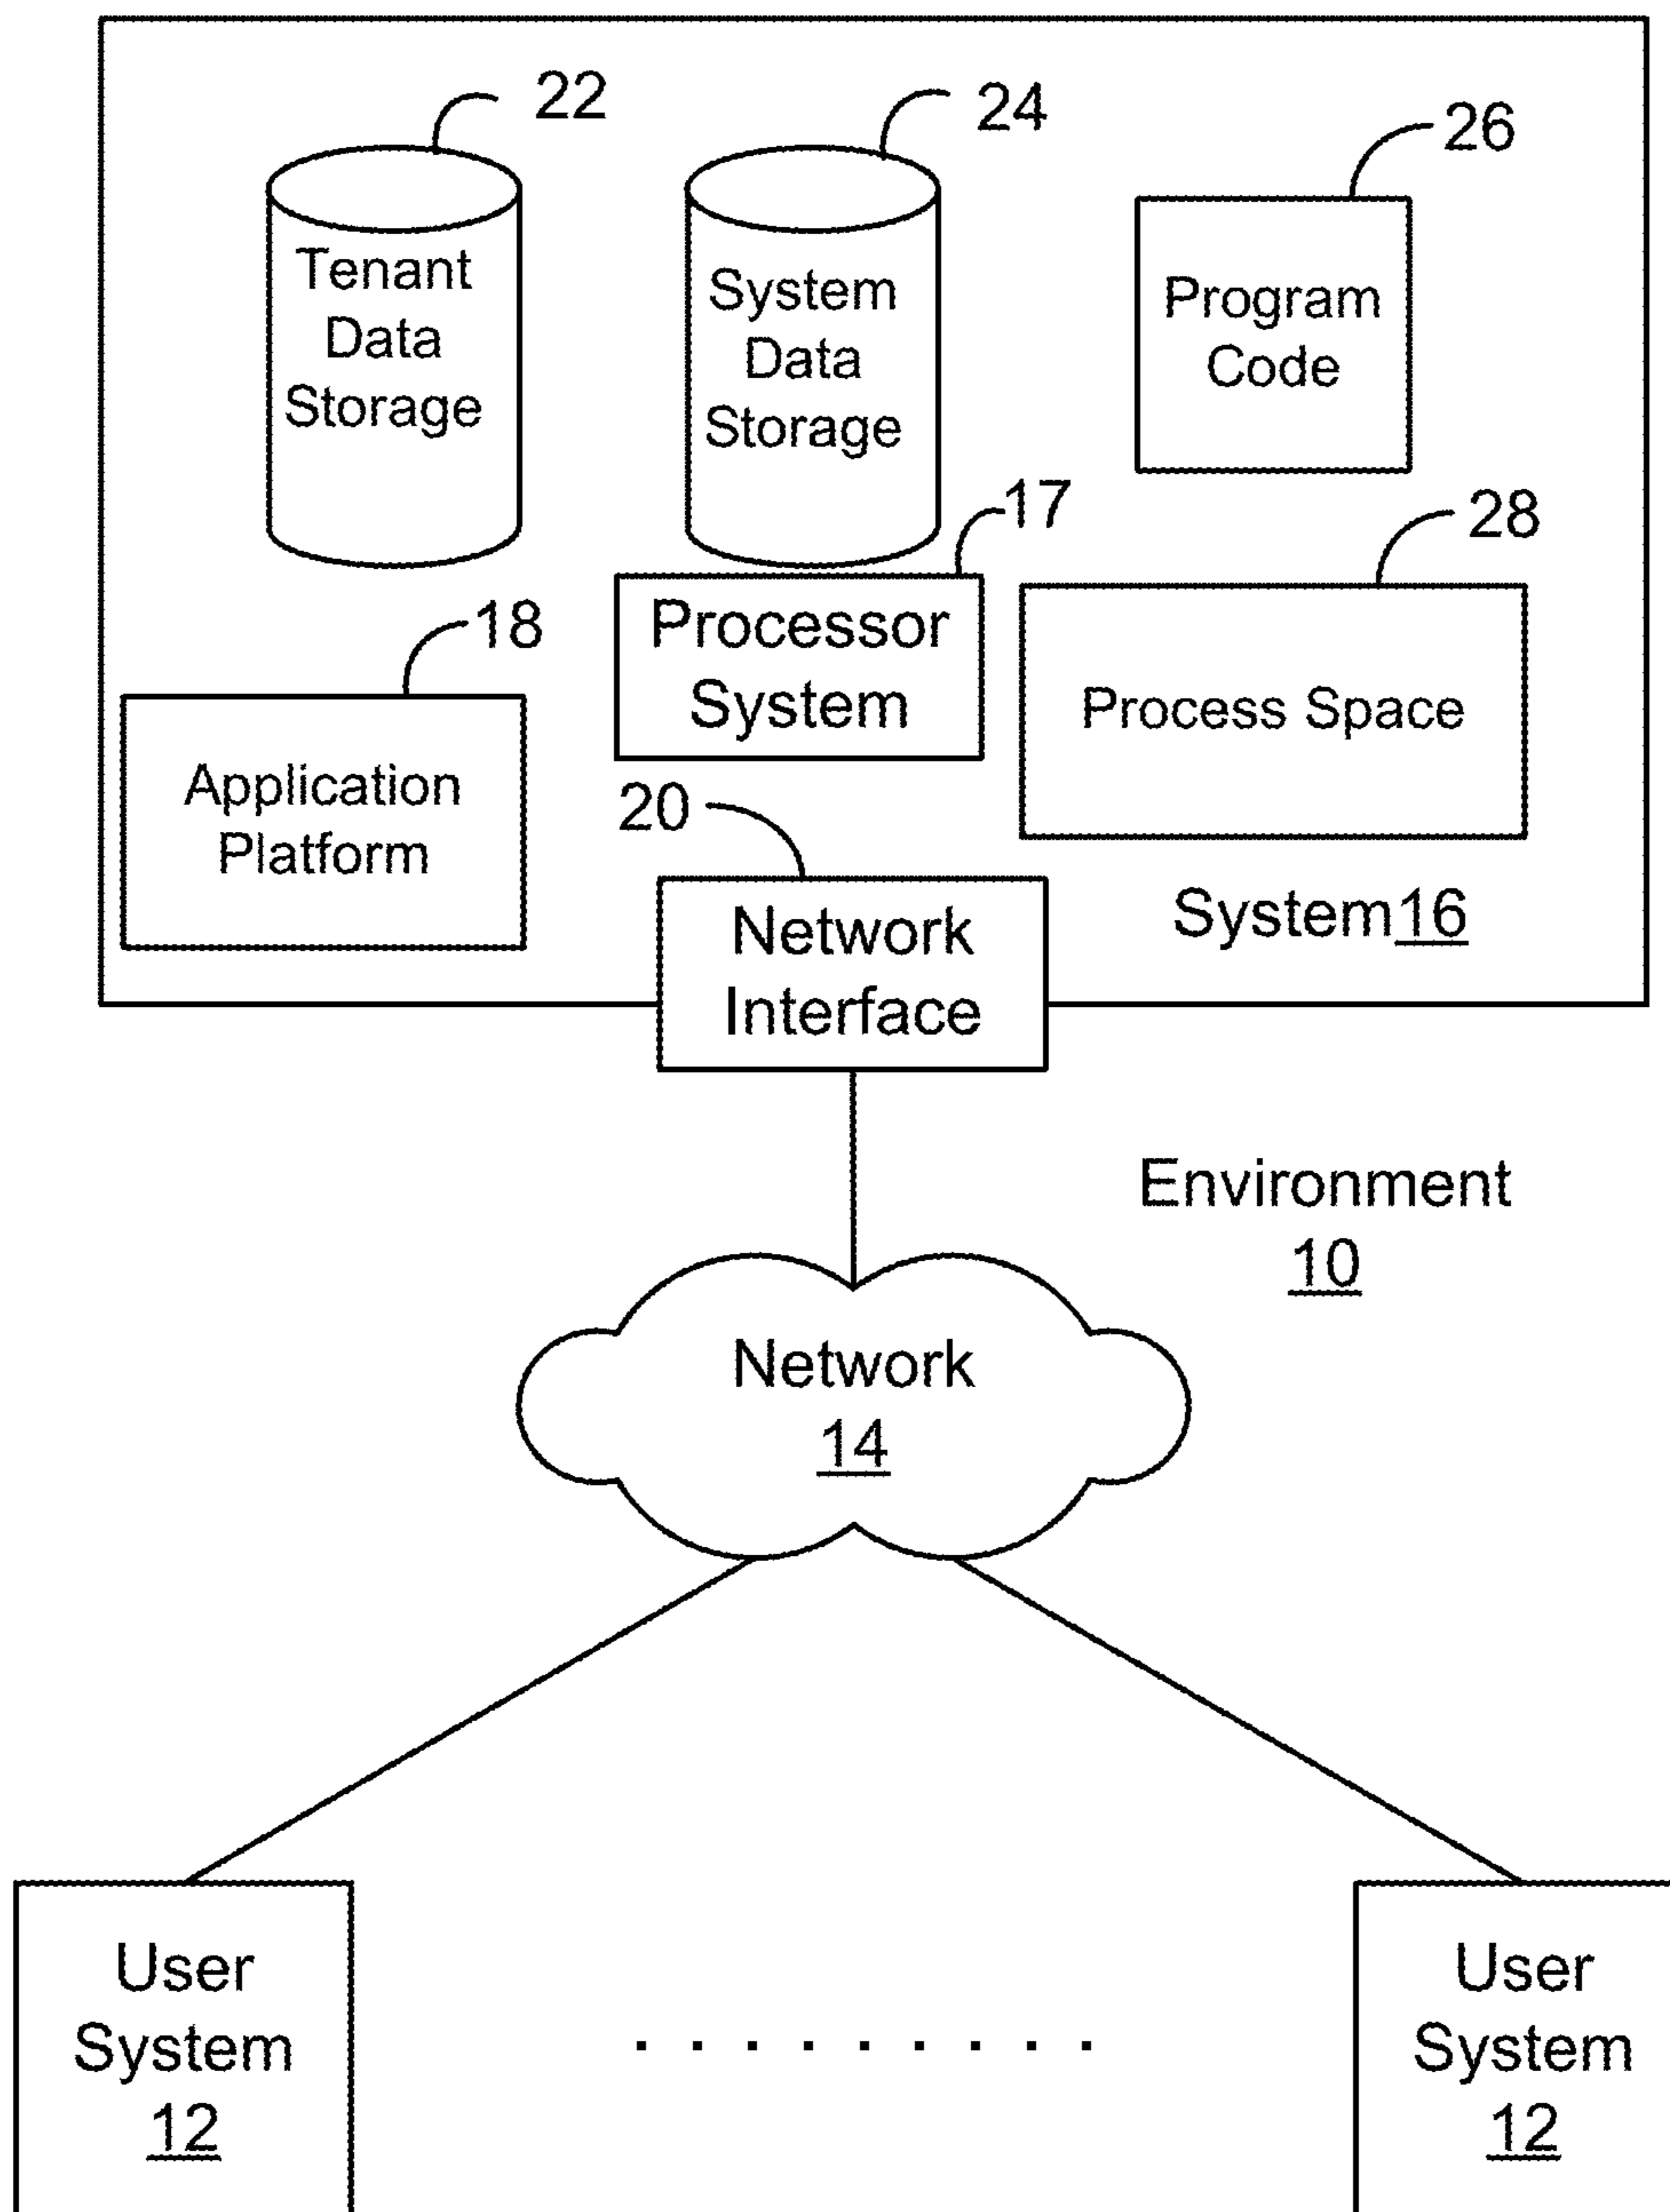 22
24
26
Tenant
Data
Storage
System
Data
Storage
Program
Code
17
28
18
Processor
System
Process Space
Application
Platform
20
System16
Network
Interface
Environment
10
Network
14
User
System
12
. . . . . . . . .
User
System
12